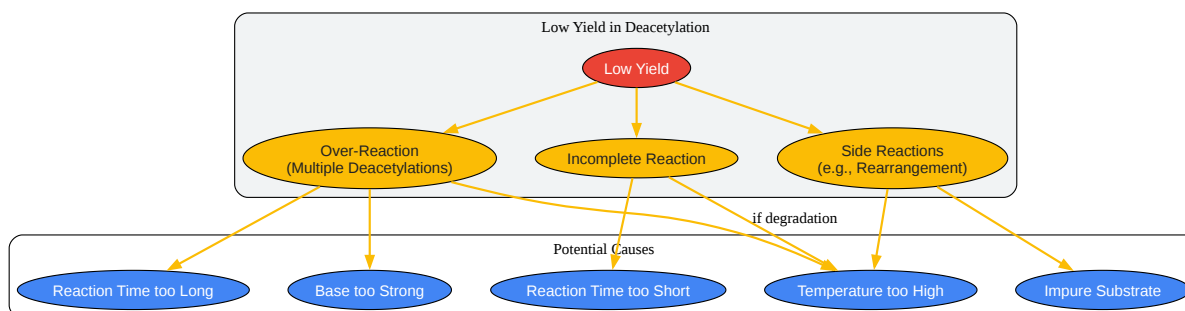 Low Yield in Deacetylation
Low Yield
Over-Reaction
(Multiple Deacetylations)
Incomplete Reaction
Side Reactions
(e.g., Rearrangement)
if degradation
Potential Causes
Reaction Time too Long
Base too Strong
Reaction Time too Short
Temperature too High
Impure Substrate